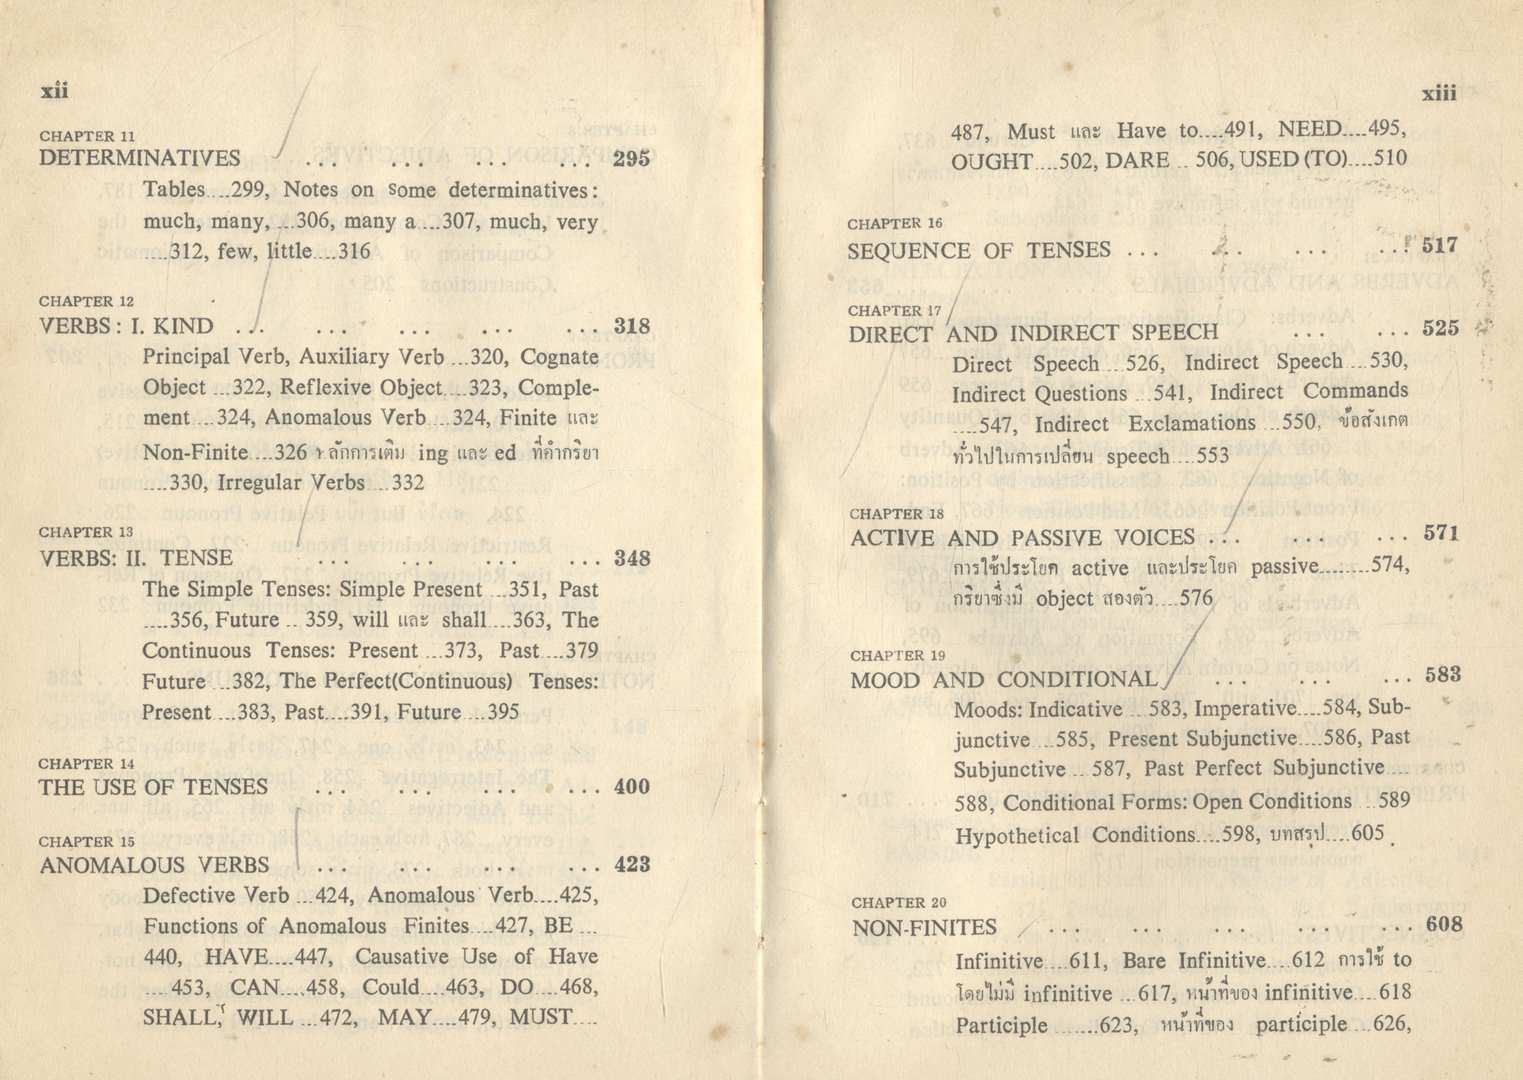 xii
CHAPTER 11
DETERMINATIVES ... ... ... ... 295
Tables....299, Notes on some determinatives:
much, many, ...306, many a ...307, much, very
.....312, few, little....316
CHAPTER 12
VERBS: I. KIND ... ... ... ... ... 318
Principal Verb, Auxiliary Verb ...320, Cognate
Object ...322, Reflexive Object....323, Comple-
ment ...324, Anomalous Verb ...324, Finite และ
Non-Finite ...326 หลักการเติม ing และ ed ที่คำกริยา
.....330, Irregular Verbs ...332
CHAPTER 13
VERBS: II. TENSE ... ... ... ... 348
The Simple Tenses: Simple Present ...351, Past
.....356, Future .. 359, will และ shall....363, The
Continuous Tenses: Present ...373, Past....379
Future ...382, The Perfect(Continuous) Tenses:
Present ...383, Past....391, Future ...395
CHAPTER 14
THE USE OF TENSES ... ... ... ... 400
CHAPTER 15
ANOMALOUS VERBS ... ... ... ... 423
Defective Verb ...424, Anomalous Verb....425,
Functions of Anomalous Finites....427, BE ...
440, HAVE....447, Causative Use of Have
.....453, CAN....458, Could....463, DO ...468,
SHALL, WILL ...472, MAY....479, MUST....
xiii
487, Must และ Have to....491, NEED....495,
OUGHT....502, DARE .. 506, USED (TO)....510
CHAPTER 16
SEQUENCE OF TENSES ... ... ... ... 517
CHAPTER 17
DIRECT AND INDIRECT SPEECH ... ... 525
Direct Speech ...526, Indirect Speech ...530,
Indirect Questions ...541, Indirect Commands
.....547, Indirect Exclamations ...550, ข้อสังเกต
ทั่วไปในการเปลี่ยน speech....553
CHAPTER 18
ACTIVE AND PASSIVE VOICES ... ... ... 571
การใช้ประโยค active และประโยค passive........574,
กริยาซึ่งมี object สองตัว....576
CHAPTER 19
MOOD AND CONDITIONAL ... ... ... 583
Moods: Indicative ...583, Imperative....584, Sub-
junctive ...585, Present Subjunctive....586, Past
Subjunctive .. 587, Past Perfect Subjunctive ...
588, Conditional Forms: Open Conditions ...589
Hypothetical Conditions....598, บทสรุป....605
CHAPTER 20
NON-FINITES ... ... ... ... ... 608
Infinitive....611, Bare Infinitive....612 การใช้ to
โดยไม่มี infinitive ...617, หน้าที่ของ infinitive....618
Participle .......623, หน้าที่ของ participle ...626,